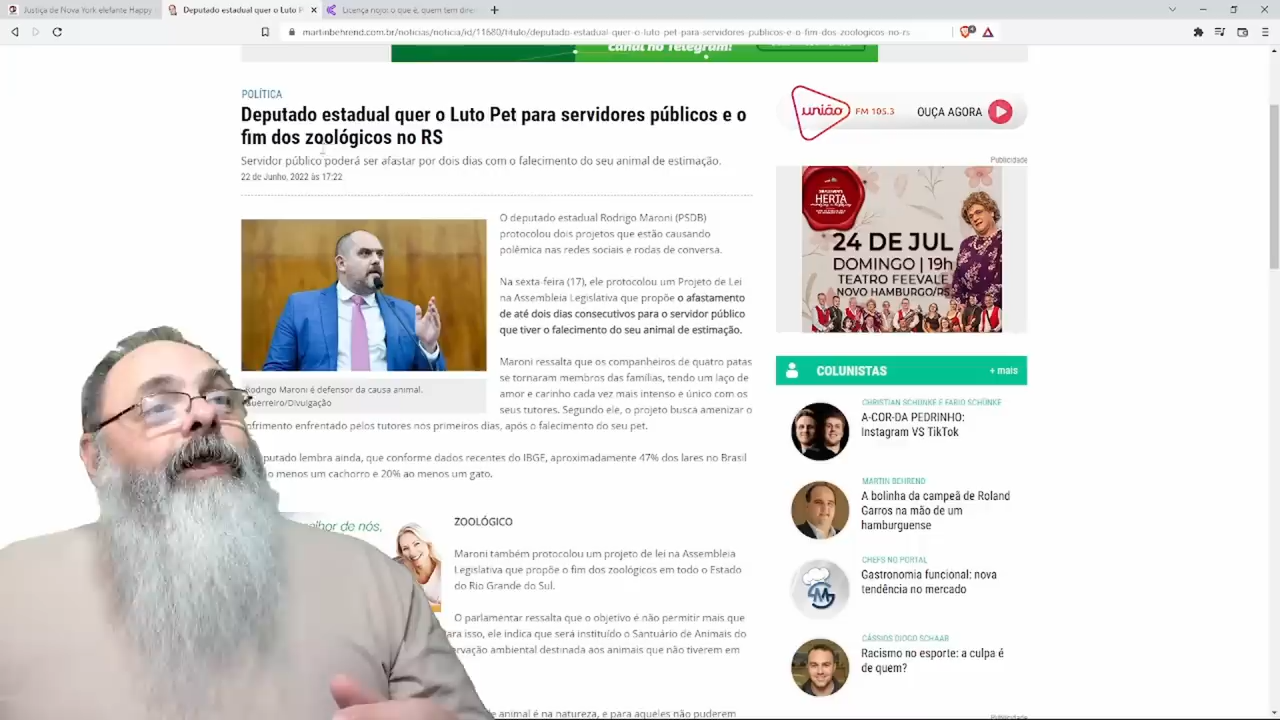 Justiça de Nova York elefante Happy
Deputado estadual quer o Luto P
Licença nojo: o que é, quem tem direi
martinbehrend.com.br/noticias/noticia/id/11680/titulo/deputado-estadual-quer-o-luto-pet-para-servidores-publicos-e-o-fim-dos-zoologicos-no-rs
canal no Telegram!
POLÍTICA
Deputado estadual quer o Luto Pet para servidores públicos e o
fim dos zoológicos no RS
Servidor público poderá ser afastar por dois dias com o falecimento do seu animal de estimação.
22 de Junho, 2022 às 17:22
O deputado estadual Rodrigo Maroni (PSDB)
protocolou dois projetos que estão causando
polêmica nas redes sociais e rodas de conversa.
Na sexta-feira (17), ele protocolou um Projeto de Lei
na Assembleia Legislativa que propõe o afastamento
de até dois dias consecutivos para o servidor público
que tiver o falecimento do seu animal de estimação.
Maroni ressalta que os companheiros de quatro patas
se tornaram membros das famílias, tendo um laço de
amor e carinho cada vez mais intenso e único com os
seus tutores. Segundo ele, o projeto busca amenizar o
ofrimento enfrentado pelos tutores nos primeiros dias, após o falecimento do seu pet.
Rodrigo Maroni é defensor da causa animal.
uerreiro/Divulgação
putado lembra ainda, que conforme dados recentes do IBGE, aproximadamente 47% dos lares no Brasil
o menos um cachorro e 20% ao menos um gato.
elhor de nós,
ZOOLÓGICO
Maroni também protocolou um projeto de lei na Assembleia
Legislativa que propõe o fim dos zoológicos em todo o Estado
do Rio Grande do Sul.
O parlamentar ressalta que o objetivo é não permitir mais que
ara isso, ele indica que será instituído o Santuário de Animais do
rvação ambiental destinada aos animais que não tiverem em
e animal é na natureza, e para aqueles não puderem
união FM 105.3 OUÇA AGORA
Publicidade
HERTA
24 DE JUL
DOMINGO | 19h
TEATRO FEEVALE
NOVO HAMBURGO/RS
COLUNISTAS + mais
CHRISTIAN SCHÜNKE E FABIO SCHÜNKE
A-COR-DA PEDRINHO:
Instagram VS TikTok
MARTIN BEHREND
A bolinha da campeã de Roland
Garros na mão de um
hamburguense
CHEFS NO PORTAL
Gastronomia funcional: nova
tendência no mercado
CÁSSIOS DIOGO SCHAAB
Racismo no esporte: a culpa é
de quem?
Publicidade